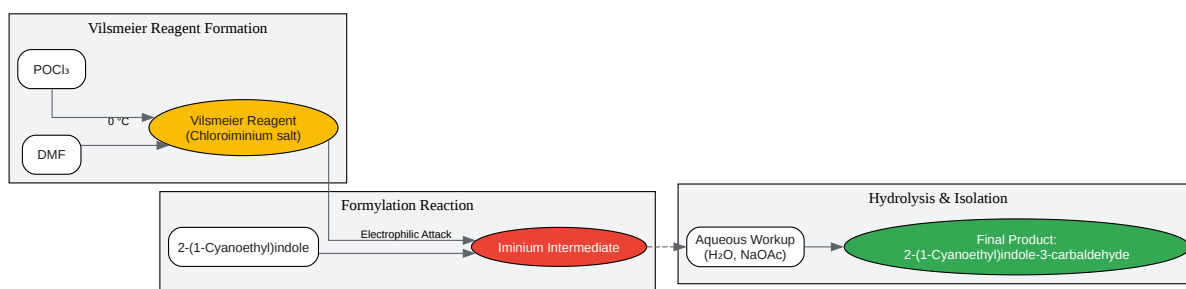 Vilsmeier Reagent Formation
POCl₃
0 °C
DMF
Vilsmeier Reagent
(Chloroiminium salt)
Formylation Reaction
2-(1-Cyanoethyl)indole
Electrophilic Attack
Iminium Intermediate
Hydrolysis & Isolation
Aqueous Workup
(H₂O, NaOAc)
Final Product:
2-(1-Cyanoethyl)indole-3-carbaldehyde